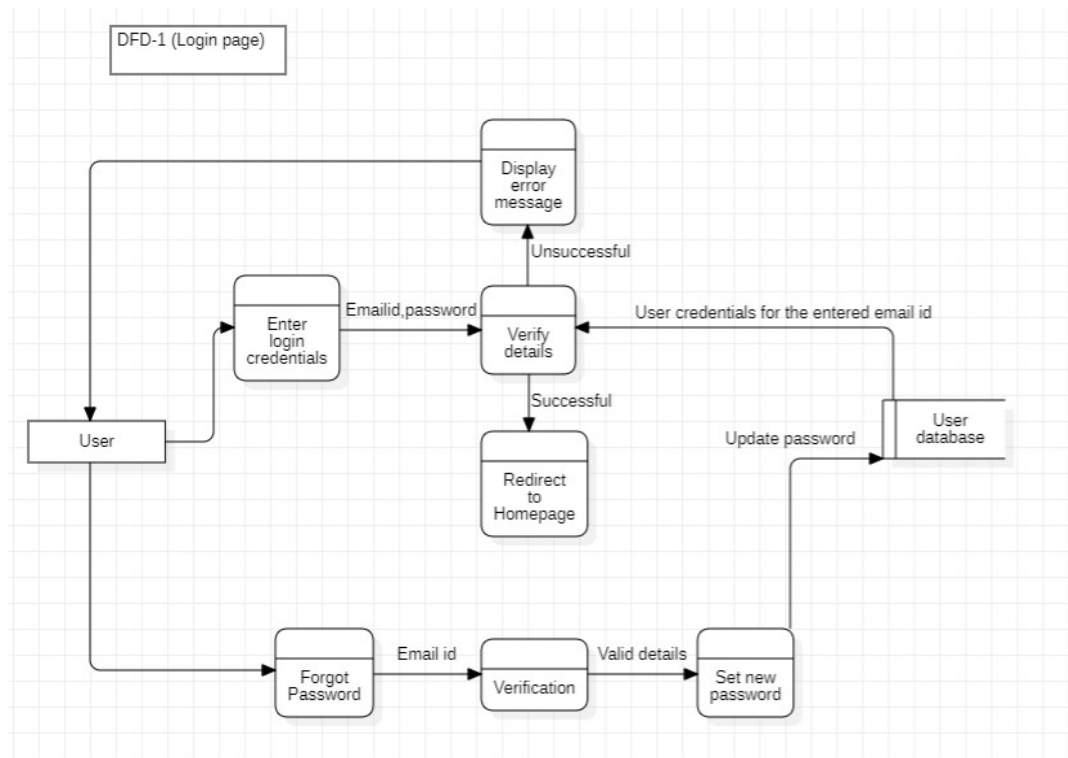 DFD-1 (Login page)
Display
error
message
Unsuccessful
Enter
login
credentials
Emailid,password
Verify
details
User credentials for the entered email id
Successful
User
User
database
Update password
Redirect
to
Homepage
Forgot
Password
Email id
Verification
Valid details
Set new
password